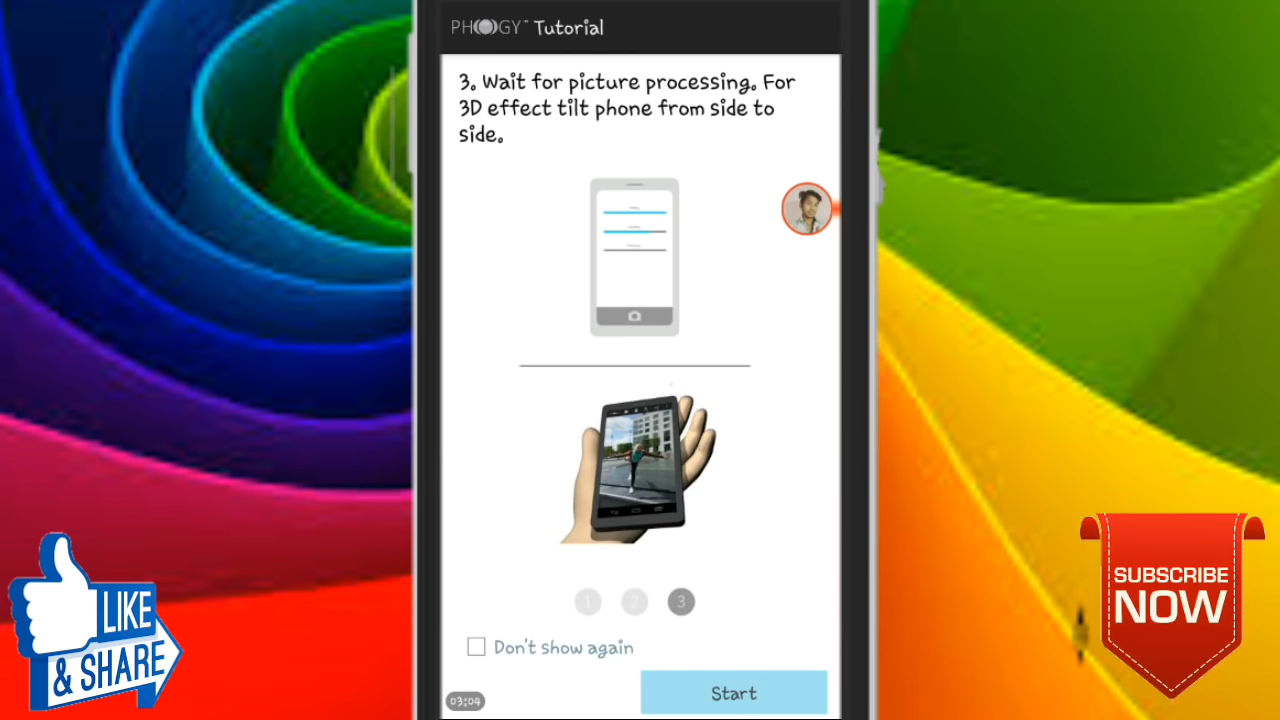 PHOGY™ Tutorial
3. Wait for picture processing. For
3D effect tilt phone from side to
side.
1 2 3
Don't show again
Start
03:04
LIKE
& SHARE
SUBSCRIBE
NOW